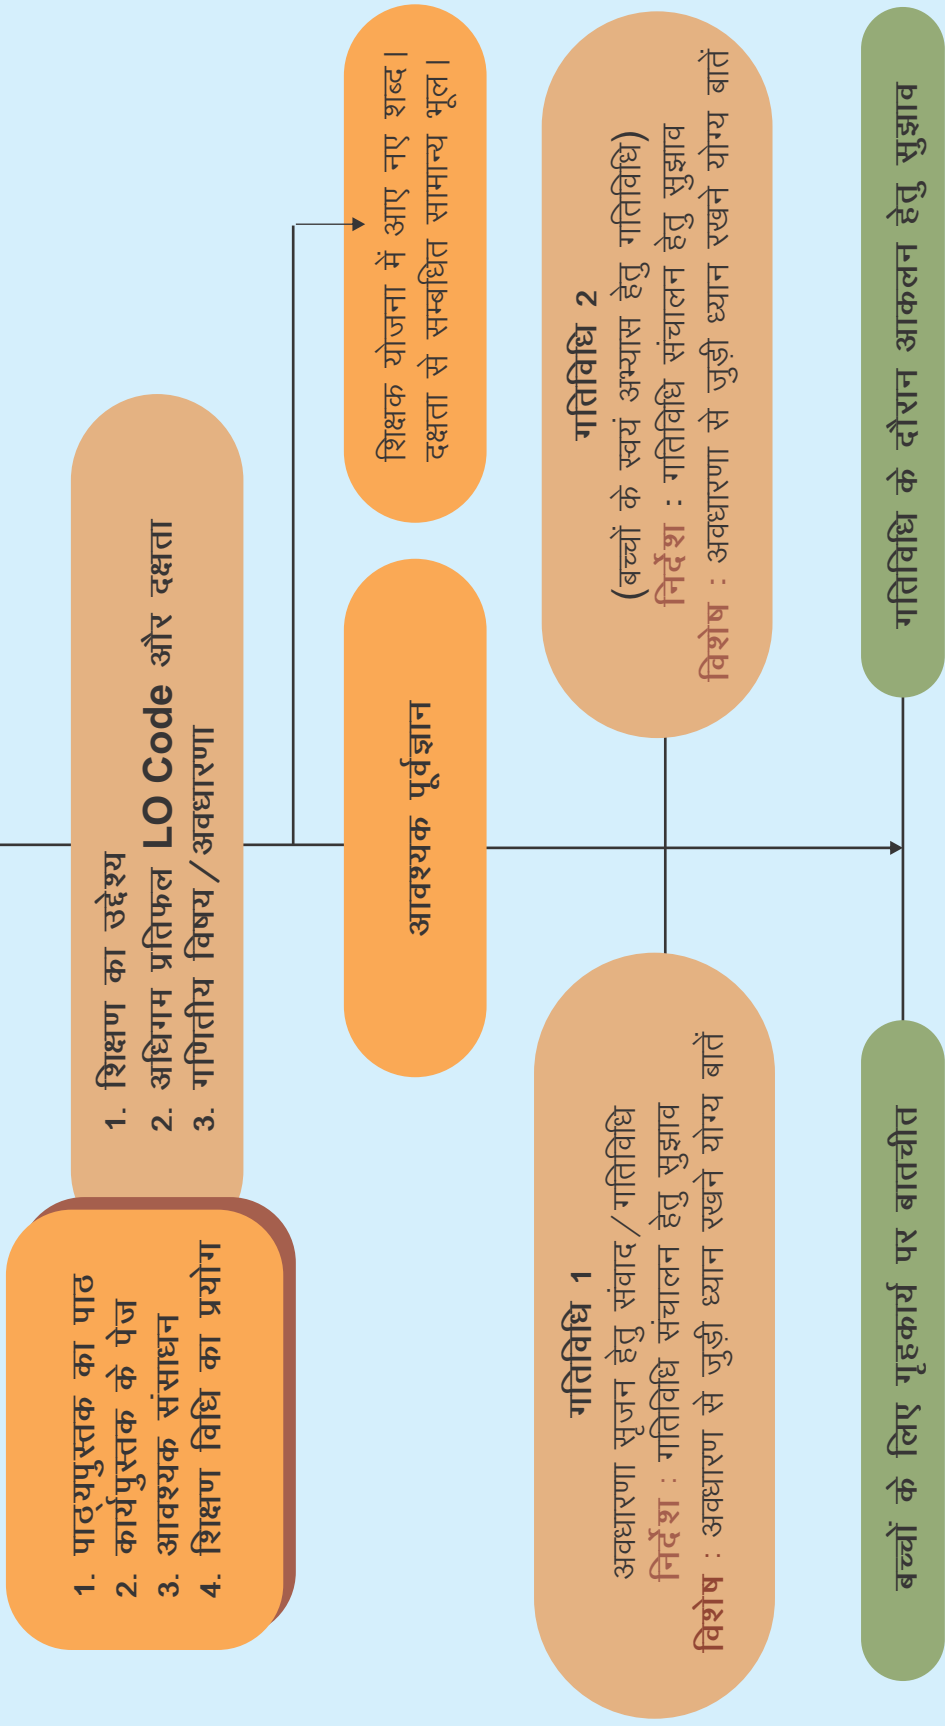 1. पाठ्यपुस्तक का पाठ
2. कार्यपुस्तक के पेज
3. आवश्यक संसाधन
4. शिक्षण विधि का प्रयोग
1. शिक्षण का उद्देश्य
2. अधिगम प्रतिफल LO Code और दक्षता
3. गणितीय विषय/अवधारणा
आवश्यक पूर्वज्ञान
शिक्षक योजना में आए नए शब्द।
दक्षता से सम्बधित सामान्य भूल।
गतिविधि 1
अवधारणा सृजन हेतु संवाद/गतिविधि
निर्देश : गतिविधि संचालन हेतु सुझाव
विशेष : अवधारणा से जुड़ी ध्यान रखने योग्य बातें
गतिविधि 2
(बच्चों के स्वयं अभ्यास हेतु गतिविधि)
निर्देश : गतिविधि संचालन हेतु सुझाव
विशेष : अवधारणा से जुड़ी ध्यान रखने योग्य बातें
बच्चों के लिए गृहकार्य पर बातचीत
गतिविधि के दौरान आकलन हेतु सुझाव